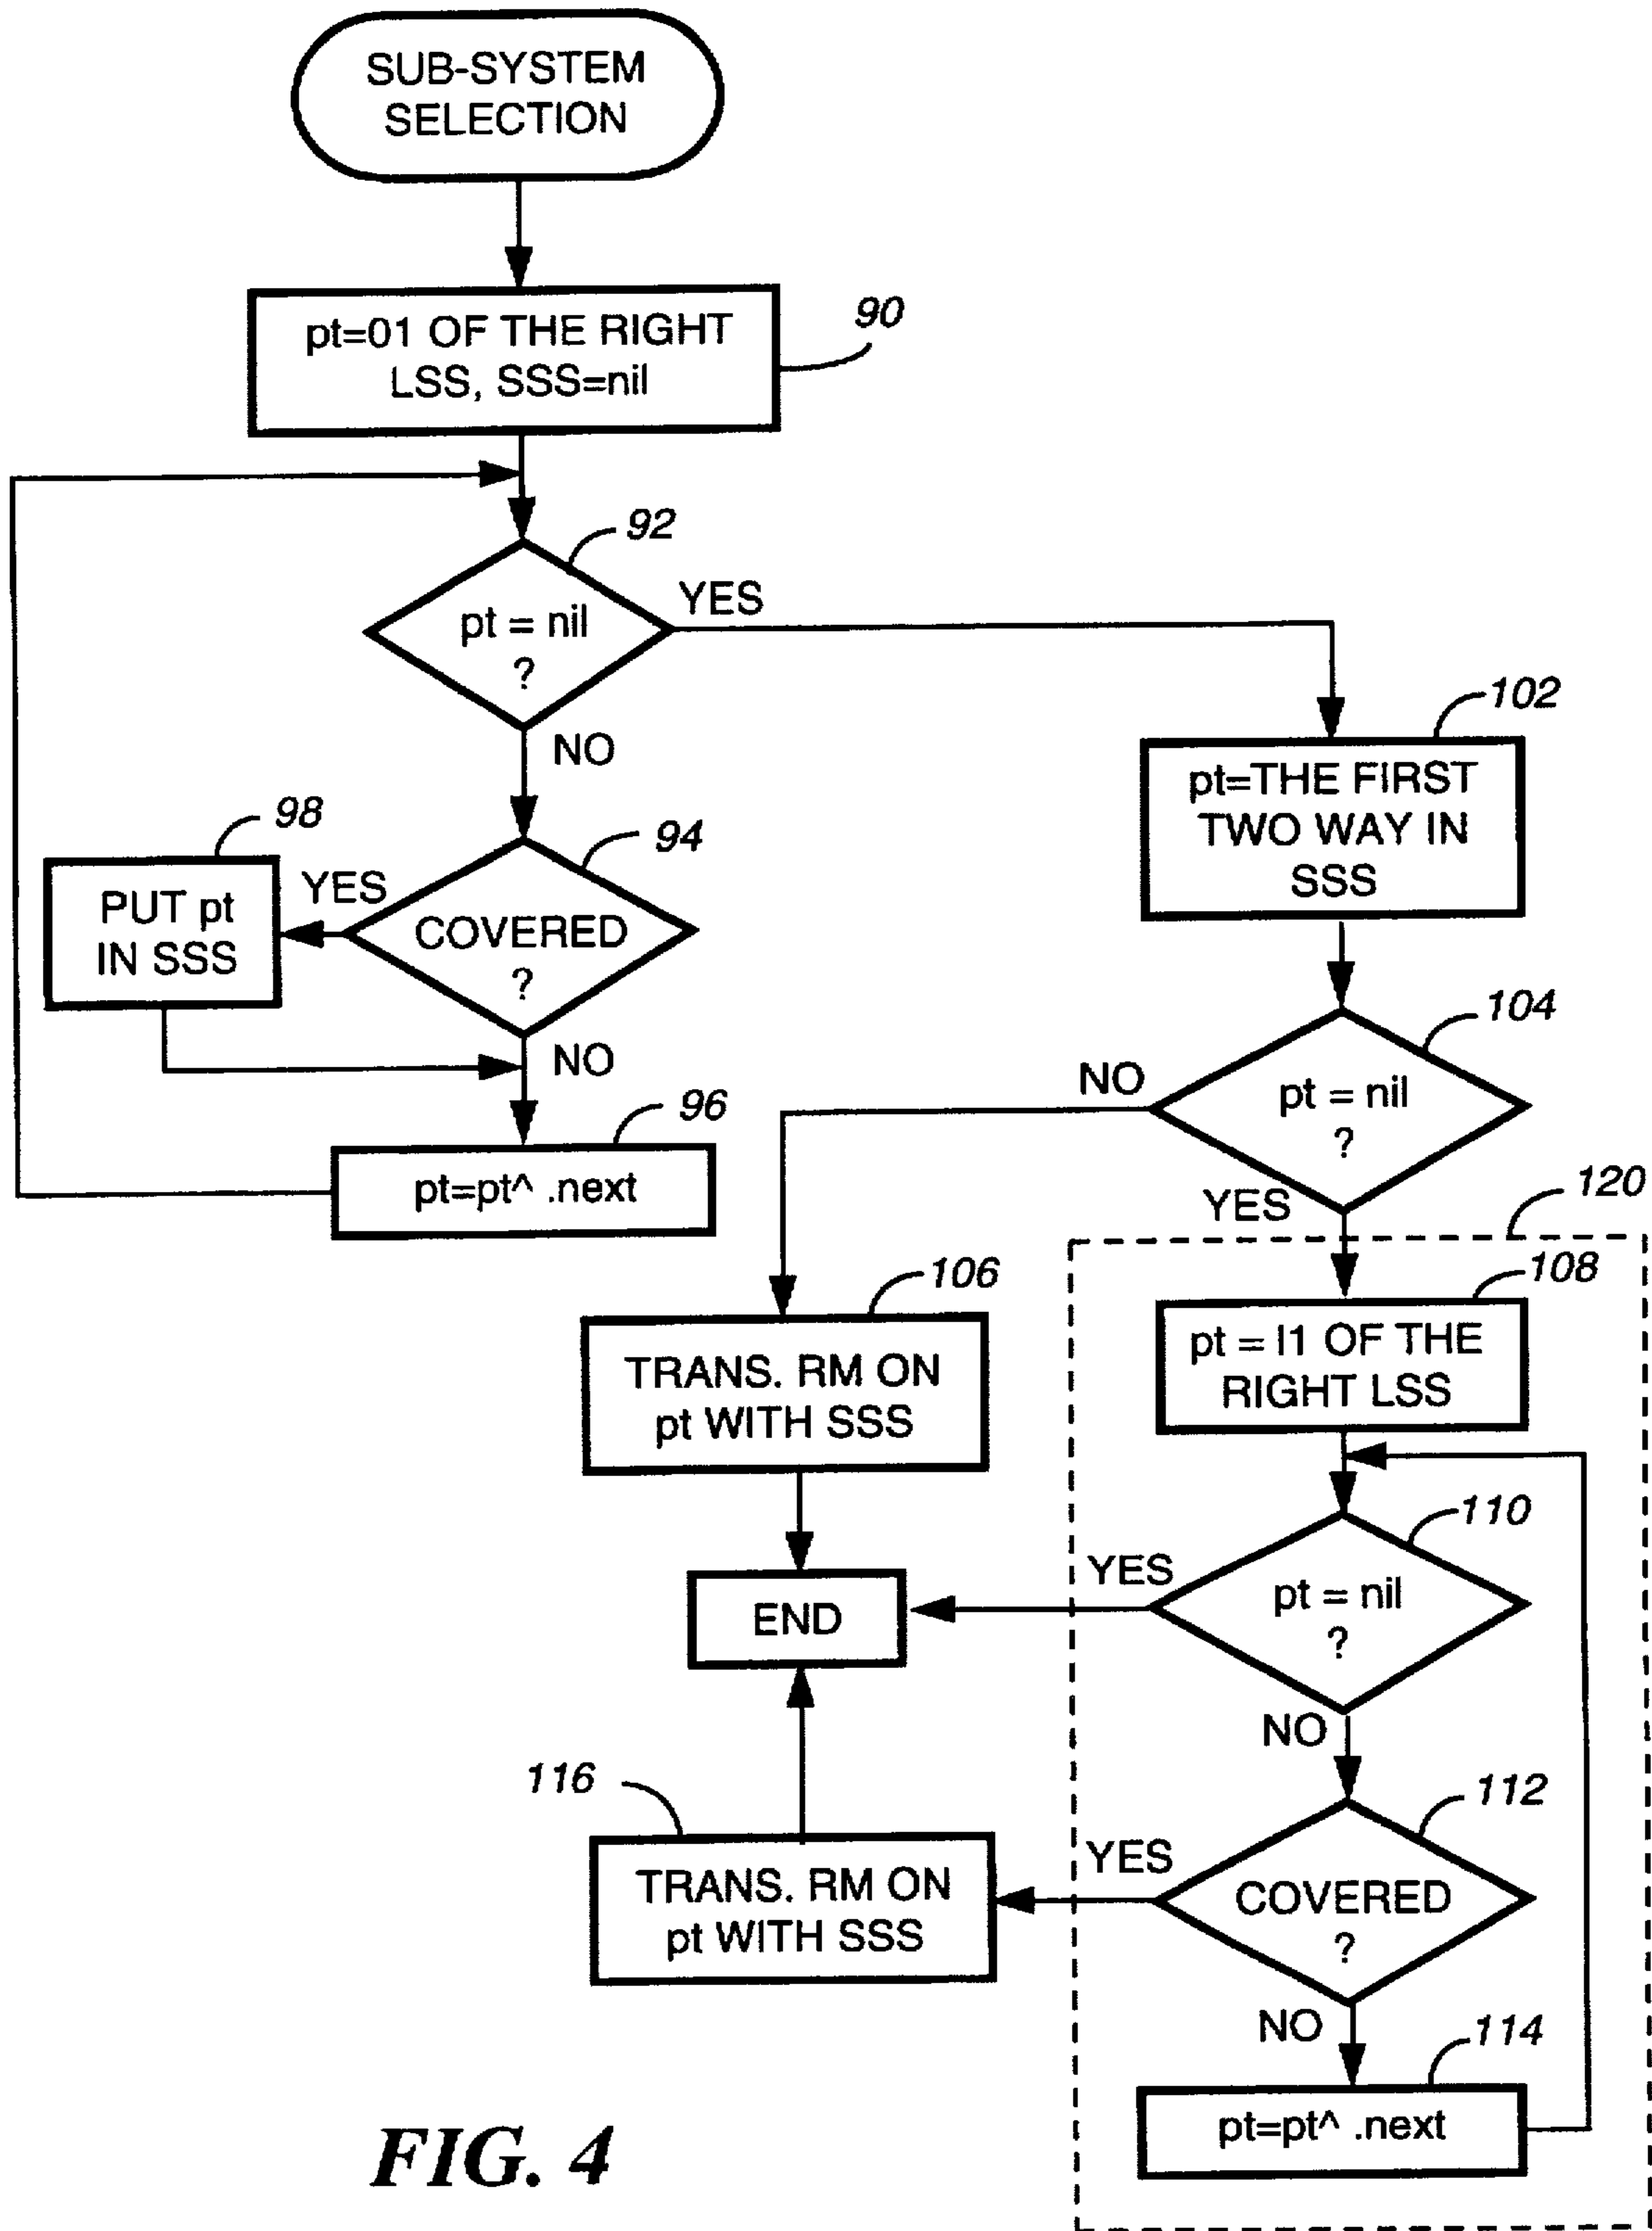 SUB-SYSTEM
SELECTION
pt=01 OF THE RIGHT
LSS, SSS=nil
90
92
pt = nil
?
YES
NO
102
pt=THE FIRST
TWO WAY IN
SSS
98
PUT pt
IN SSS
YES
94
COVERED
?
NO
96
pt=pt^ .next
104
pt = nil
?
NO
YES
120
106
TRANS. RM ON
pt WITH SSS
108
pt = I1 OF THE
RIGHT LSS
110
pt = nil
?
YES
END
NO
116
TRANS. RM ON
pt WITH SSS
YES
112
COVERED
?
NO
114
pt=pt^ .next
FIG. 4